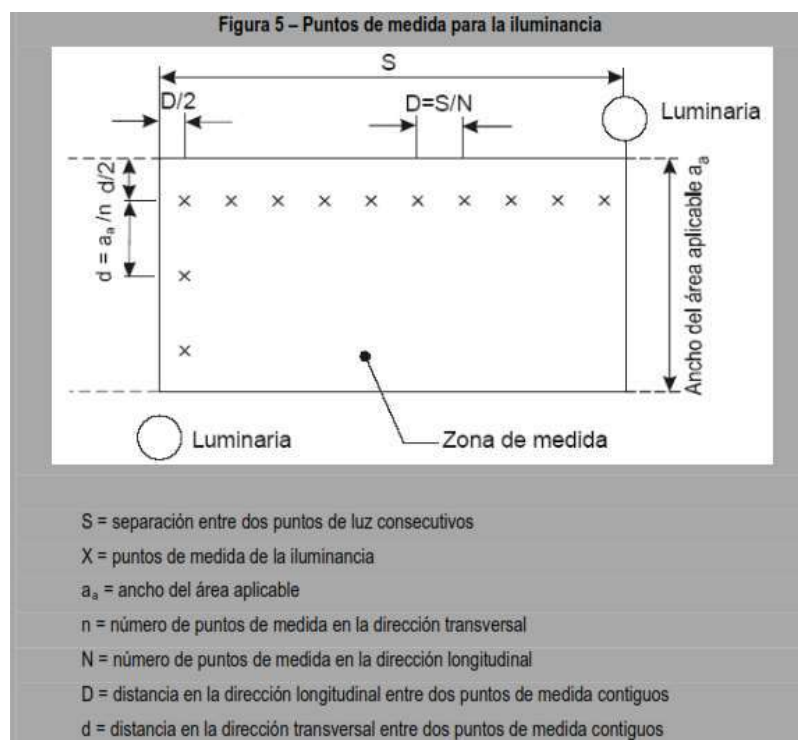 Figura 5 – Puntos de medida para la iluminancia
S
D/2
D=S/N
Luminaria
d/2
d = aₐ /n
Ancho del área aplicable aₐ
Luminaria
Zona de medida
S = separación entre dos puntos de luz consecutivos
X = puntos de medida de la iluminancia
aₐ = ancho del área aplicable
n = número de puntos de medida en la dirección transversal
N = número de puntos de medida en la dirección longitudinal
D = distancia en la dirección longitudinal entre dos puntos de medida contiguos
d = distancia en la dirección transversal entre dos puntos de medida contiguos